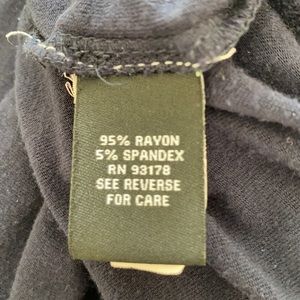 95% RAYON
5% SPANDEX
RN 93178
SEE REVERSE
FOR CARE